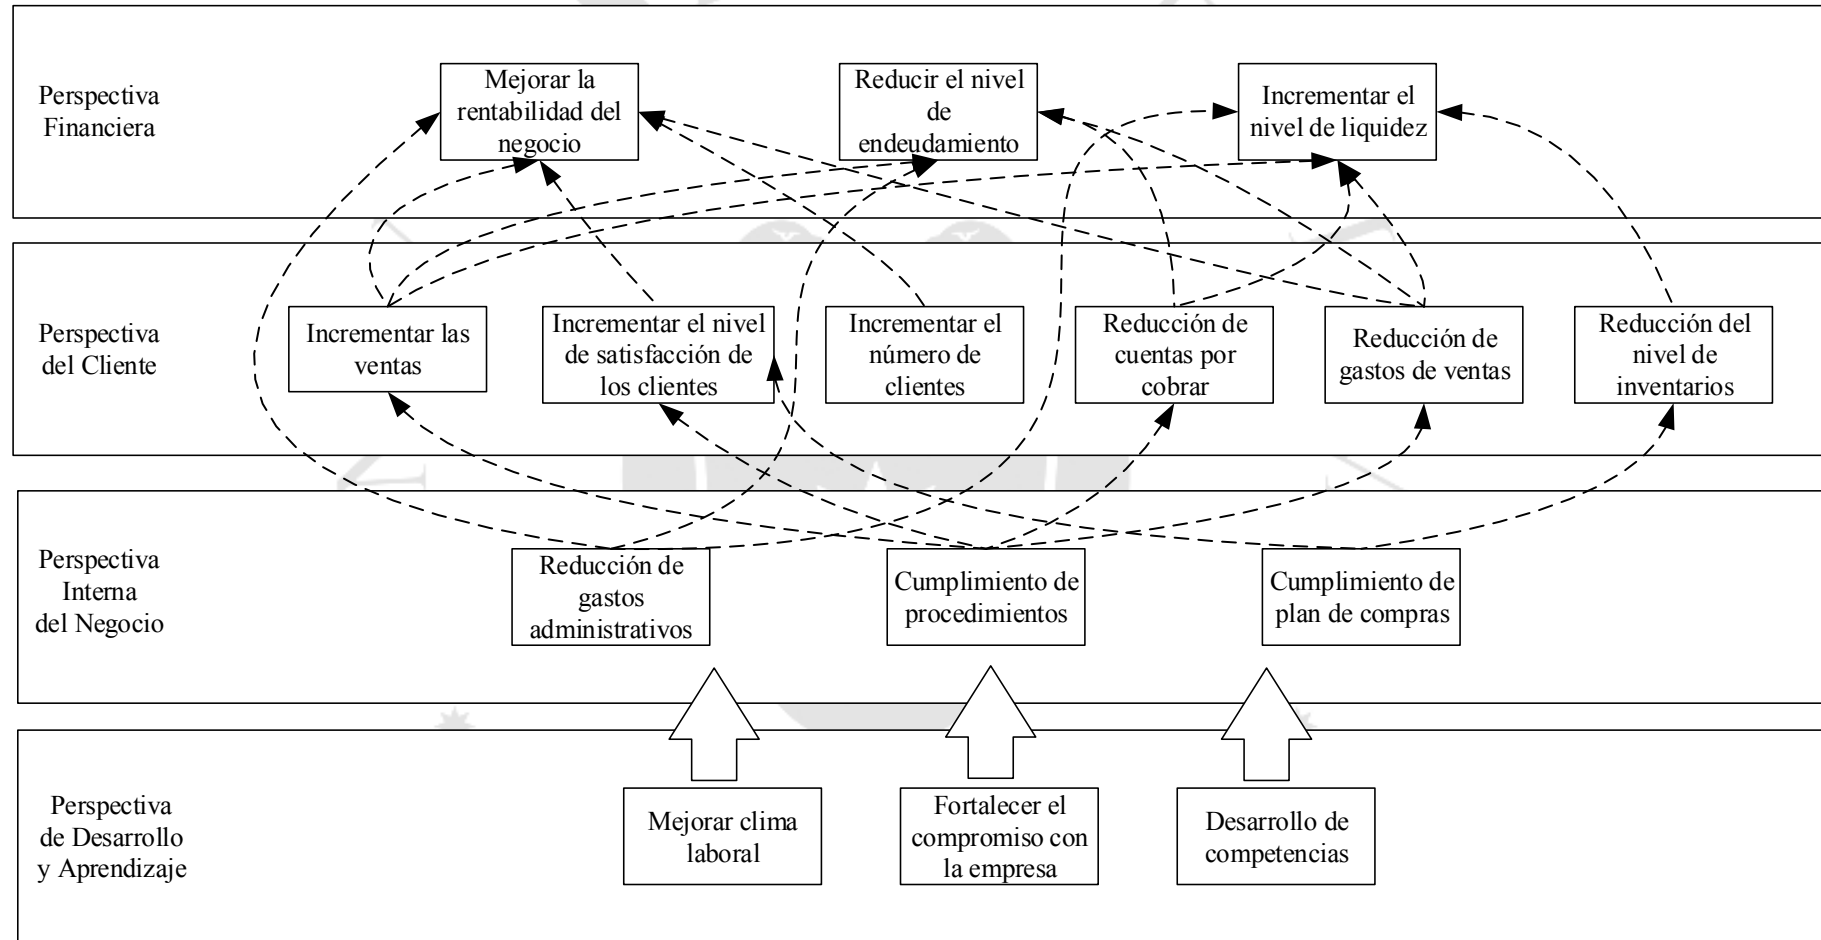 Perspectiva
Financiera
Mejorar la
rentabilidad del
negocio
Reducir el nivel
de
endeudamiento
Incrementar el
nivel de liquidez
Perspectiva
del Cliente
Incrementar las
ventas
Incrementar el nivel
de satisfacción de
los clientes
Incrementar el
número de
clientes
Reducción de
cuentas por
cobrar
Reducción de
gastos de ventas
Reducción del
nivel de
inventarios
Perspectiva
Interna
del Negocio
Reducción de
gastos
administrativos
Cumplimiento de
procedimientos
Cumplimiento de
plan de compras
Perspectiva
de Desarrollo
y Aprendizaje
Mejorar clima
laboral
Fortalecer el
compromiso con
la empresa
Desarrollo de
competencias